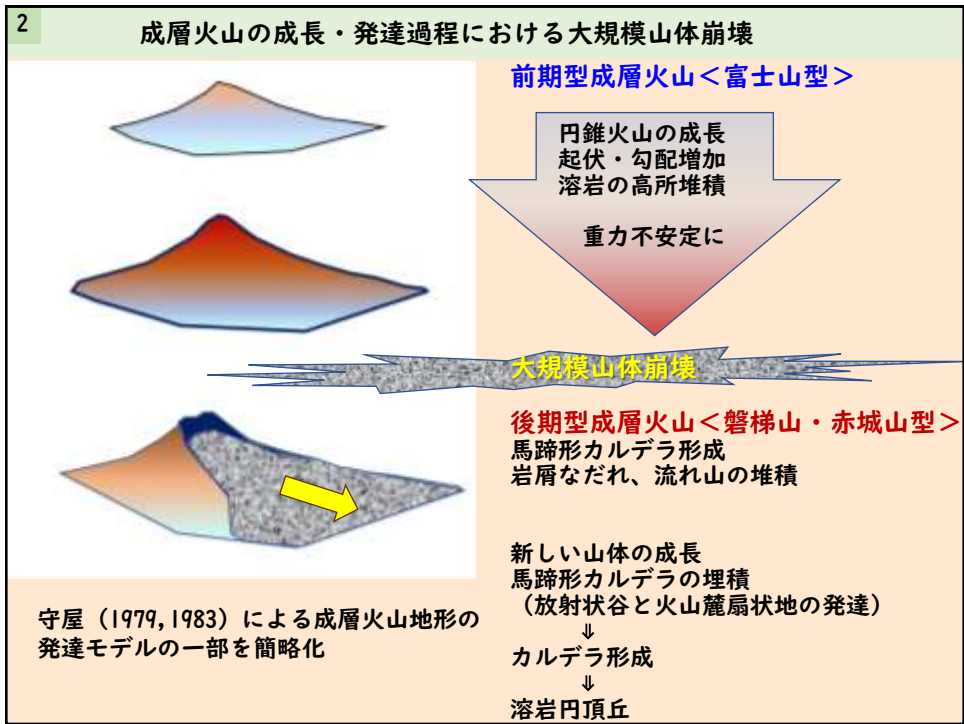 2
成層火山の成長・発達過程における大規模山体崩壊
前期型成層火山<富士山型>
円錐火山の成長
起伏・勾配増加
溶岩の高所堆積
重力不安定に
大規模山体崩壊
後期型成層火山<磐梯山・赤城山型>
馬蹄形カルデラ形成
岩屑なだれ、流れ山の堆積
新しい山体の成長
馬蹄形カルデラの埋積
（放射状谷と火山麓扇状地の発達）
⇓
カルデラ形成
⇓
溶岩円頂丘
守屋（1979,1983）による成層火山地形の
発達モデルの一部を簡略化